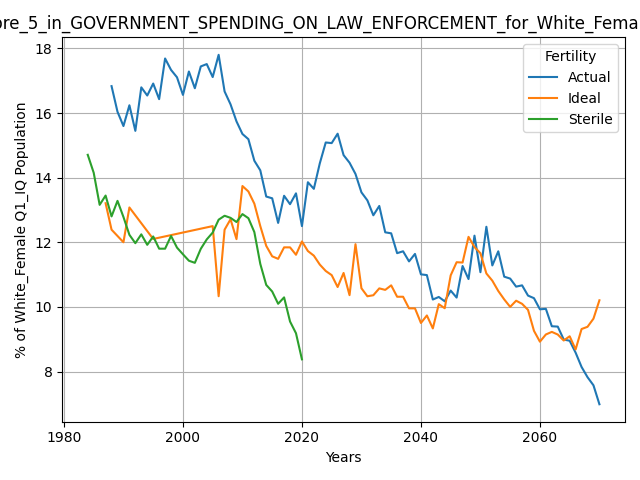 ore_5_in_GOVERNMENT_SPENDING_ON_LAW_ENFORCEMENT_for_White_Fema
Fertility
Actual
Ideal
Sterile
% of White_Female Q1_IQ Population
18
16
14
12
10
8
1980 2000 2020 2040 2060
Years